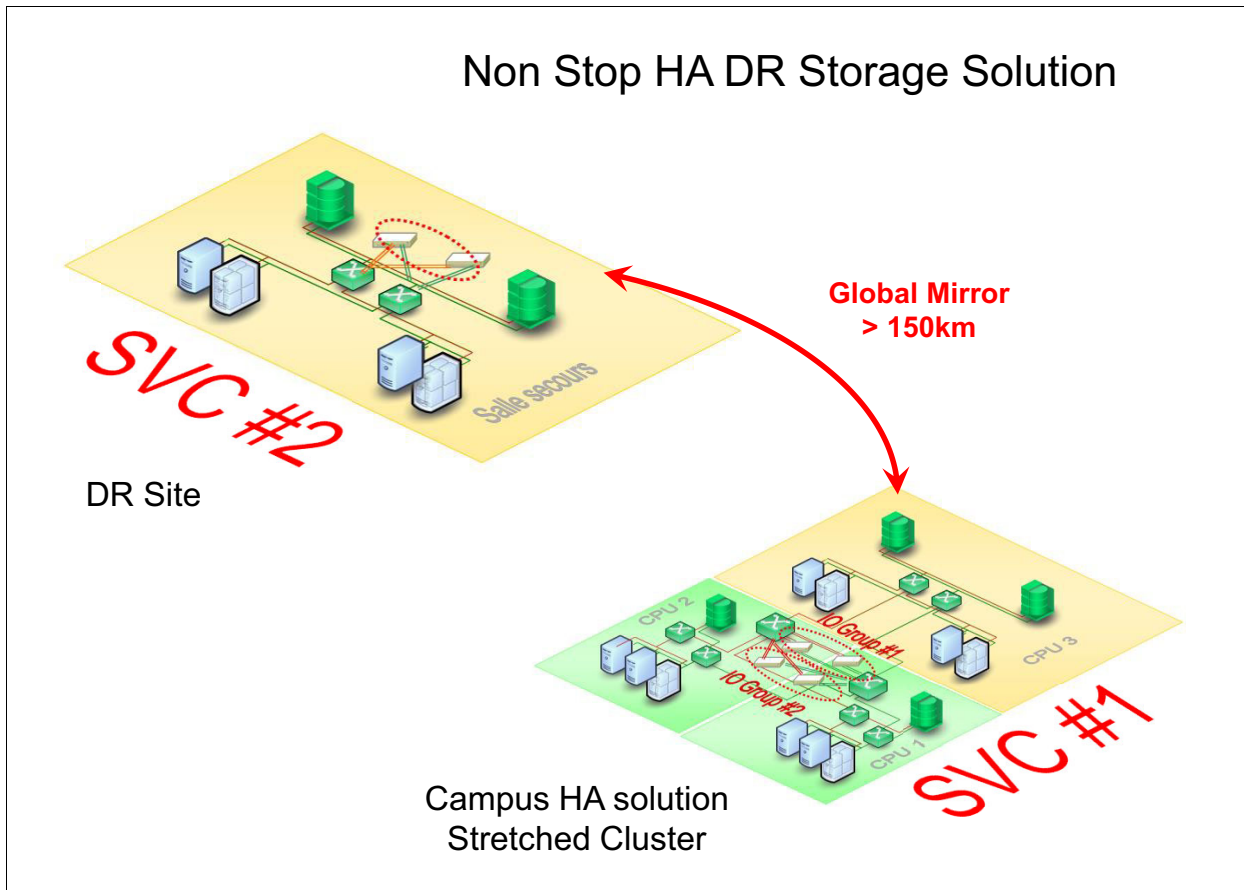 Non Stop HA DR Storage Solution
Global Mirror
> 150km
Salle secours
SVC #2
DR Site
CPU 2
IO Group #1
CPU 3
IO Group #2
CPU 1
SVC #1
Campus HA solution
Stretched Cluster